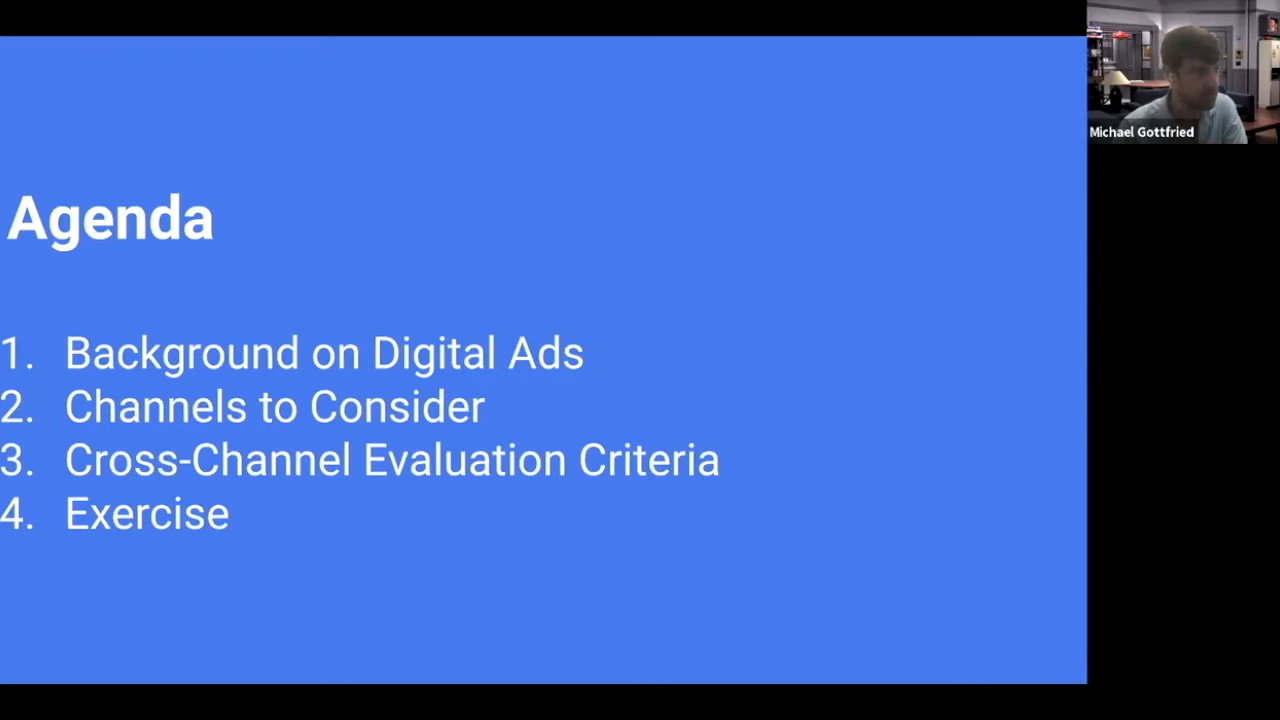 Michael Gottfried
Agenda
1. Background on Digital Ads
2. Channels to Consider
3. Cross-Channel Evaluation Criteria
4. Exercise